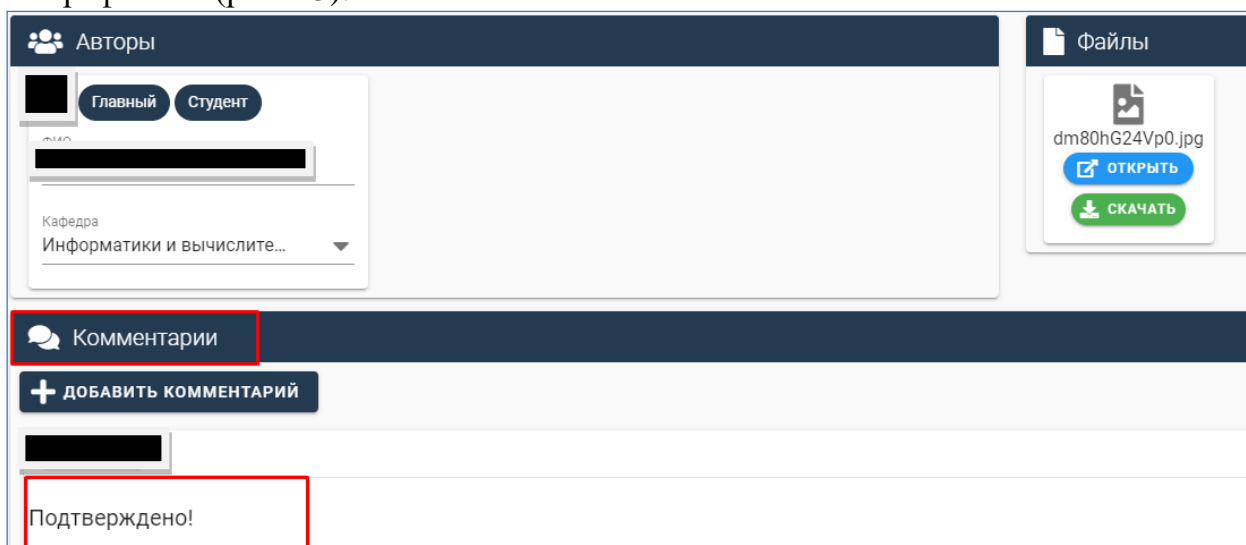 Авторы
Главный Студент
Кафедра
Информатики и вычислите...
Файлы
dm80hG24Vp0.jpg
ОТКРЫТЬ
СКАЧАТЬ
Комментарии
ДОБАВИТЬ КОММЕНТАРИЙ
Подтверждено!